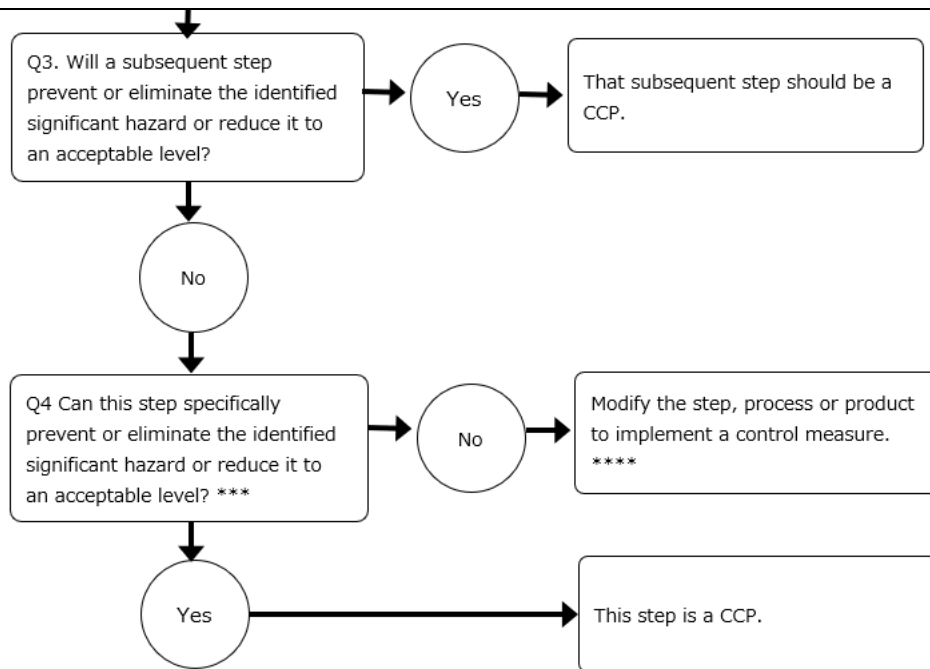 Q3. Will a subsequent step
prevent or eliminate the identified
significant hazard or reduce it to
an acceptable level?
Yes
That subsequent step should be a
CCP.
No
Q4 Can this step specifically
prevent or eliminate the identified
significant hazard or reduce it to
an acceptable level? ***
No
Modify the step, process or product
to implement a control measure.
****
Yes
This step is a CCP.